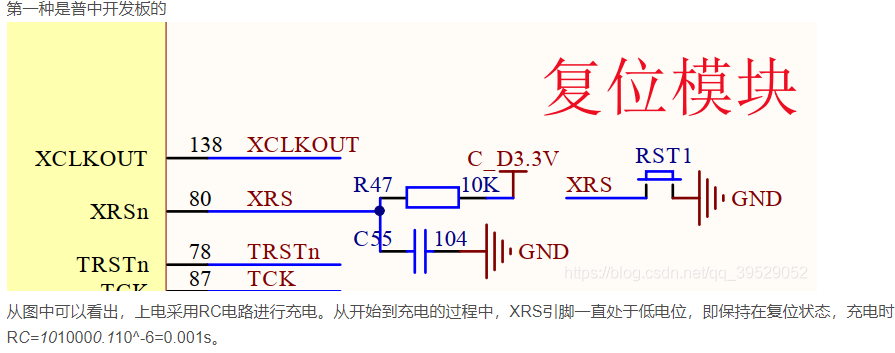 第一种是普中开发板的
复位模块
138 XCLKOUT
XCLKOUT
C_D3.3V
RST1
R47
10K
XRS
80 XRS
XRSn
GND
C55
104
GND
78 TRSTn
TRSTn
87 TCK
TCK
https://blog.csdn.net/qq_39529052
从图中可以看出，上电采用RC电路进行充电。从开始到充电的过程中，XRS引脚一直处于低电位，即保持在复位状态，充电时
RC=1010000.110^-6=0.001s。